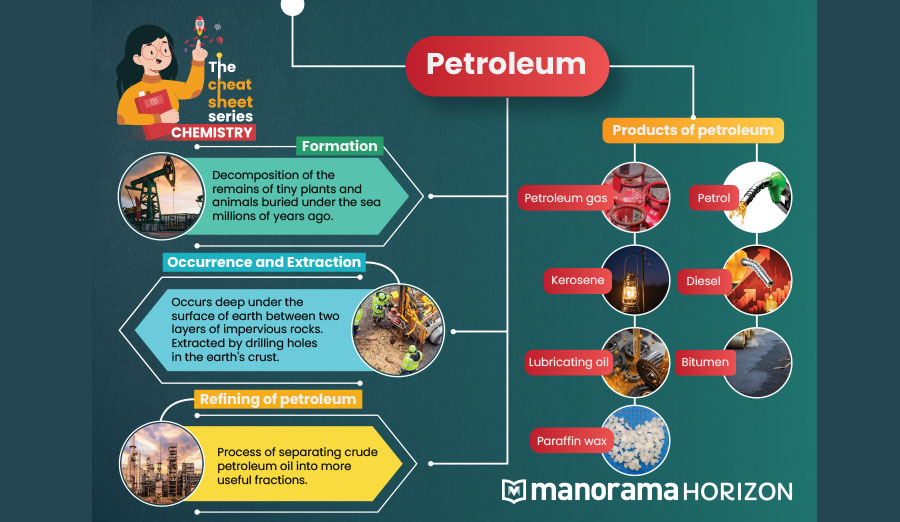 Petroleum
The
cheat
sheet
series
CHEMISTRY
Formation
Decomposition of the
remains of tiny plants and
animals buried under the sea
millions of years ago.
Occurrence and Extraction
Occurs deep under the
surface of earth between two
layers of impervious rocks.
Extracted by drilling holes
in the earth's crust.
Refining of petroleum
Process of separating crude
petroleum oil into more
useful fractions.
Products of petroleum
Petroleum gas
Petrol
Kerosene
Diesel
Lubricating oil
Bitumen
Paraffin wax
manorama HORIZON